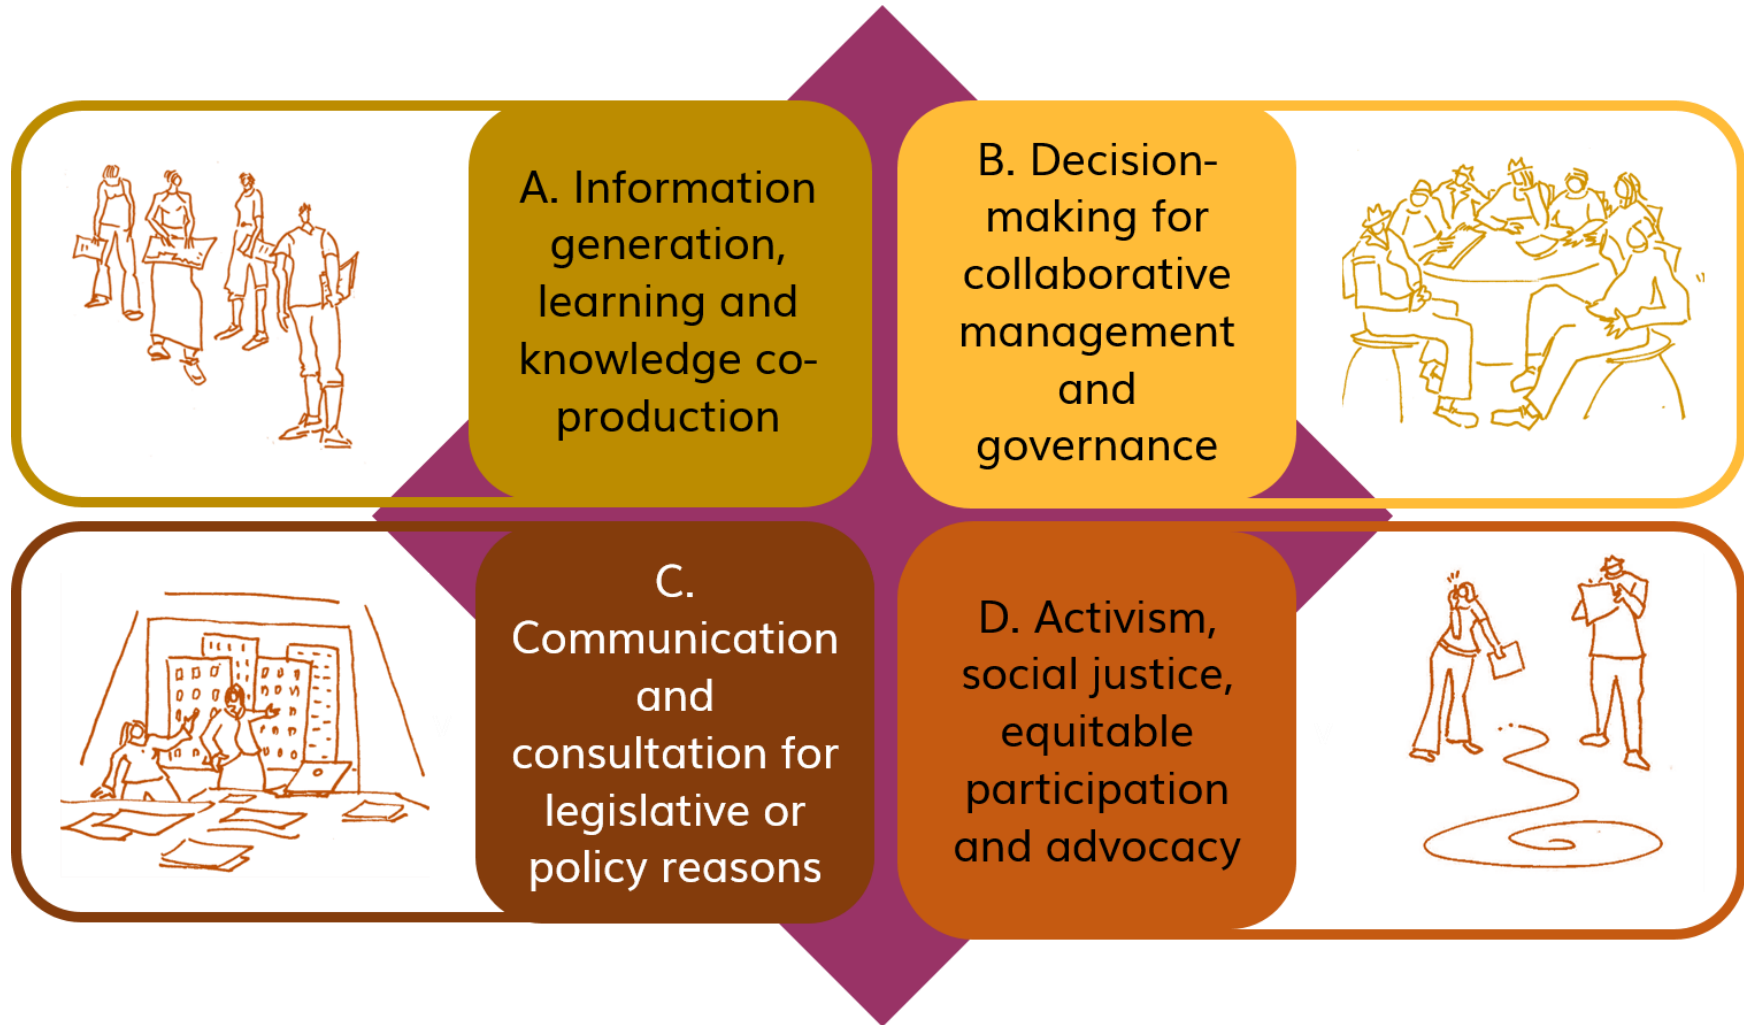 A. Information
generation,
learning and
knowledge co-
production
B. Decision-
making for
collaborative
management
and
governance
C.
Communication
and
consultation for
legislative or
policy reasons
D. Activism,
social justice,
equitable
participation
and advocacy